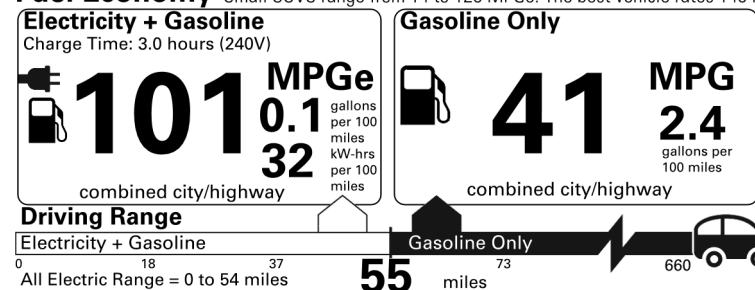 Electricity + Gasoline
Charge Time: 3.0 hours (240V)
101
MPGe
0.1 gallons per 100 miles
32 kW-hrs per 100 miles
combined city/highway
Gasoline Only
41
MPG
2.4
gallons per
100 miles
combined city/highway
Driving Range
Electricity + Gasoline
Gasoline Only
0 18 37 55 miles 73 660
All Electric Range = 0 to 54 miles